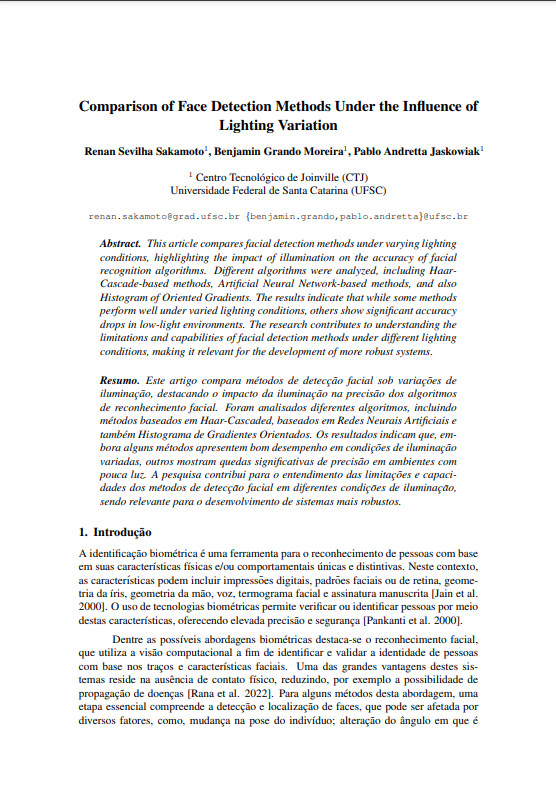 Comparison of Face Detection Methods Under the Influence of
Lighting Variation
Renan Sevilha Sakamoto¹, Benjamin Grando Moreira¹, Pablo Andretta Jaskowiak¹
¹ Centro Tecnológico de Joinville (CTJ)
Universidade Federal de Santa Catarina (UFSC)
renan.sakamoto@grad.ufsc.br {benjamin.grando,pablo.andretta}@ufsc.br
Abstract. This article compares facial detection methods under varying lighting
conditions, highlighting the impact of illumination on the accuracy of facial
recognition algorithms. Different algorithms were analyzed, including Haar-
Cascade-based methods, Artificial Neural Network-based methods, and also
Histogram of Oriented Gradients. The results indicate that while some methods
perform well under varied lighting conditions, others show significant accuracy
drops in low-light environments. The research contributes to understanding the
limitations and capabilities of facial detection methods under different lighting
conditions, making it relevant for the development of more robust systems.
Resumo. Este artigo compara métodos de detecção facial sob variações de
iluminação, destacando o impacto da iluminação na precisão dos algoritmos
de reconhecimento facial. Foram analisados diferentes algoritmos, incluindo
métodos baseados em Haar-Cascaded, baseados em Redes Neurais Artificiais e
também Histograma de Gradientes Orientados. Os resultados indicam que, em-
bora alguns métodos apresentem bom desempenho em condições de iluminação
variadas, outros mostram quedas significativas de precisão em ambientes com
pouca luz. A pesquisa contribui para o entendimento das limitações e capaci-
dades dos métodos de detecção facial em diferentes condições de iluminação,
sendo relevante para o desenvolvimento de sistemas mais robustos.
1. Introdução
A identificação biométrica é uma ferramenta para o reconhecimento de pessoas com base
em suas características físicas e/ou comportamentais únicas e distintivas. Neste contexto,
as características podem incluir impressões digitais, padrões faciais ou de retina, geome-
tria da íris, geometria da mão, voz, termograma facial e assinatura manuscrita [Jain et al.
2000]. O uso de tecnologias biométricas permite verificar ou identificar pessoas por meio
destas características, oferecendo elevada precisão e segurança [Pankanti et al. 2000].
Dentre as possíveis abordagens biométricas destaca-se o reconhecimento facial,
que utiliza a visão computacional a fim de identificar e validar a identidade de pessoas
com base nos traços e características faciais. Uma das grandes vantagens destes sis-
temas reside na ausência de contato físico, reduzindo, por exemplo a possibilidade de
propagação de doenças [Rana et al. 2022]. Para alguns métodos desta abordagem, uma
etapa essencial compreende a detecção e localização de faces, que pode ser afetada por
diversos fatores, como, mudança na pose do indivíduo; alteração do ângulo em que é